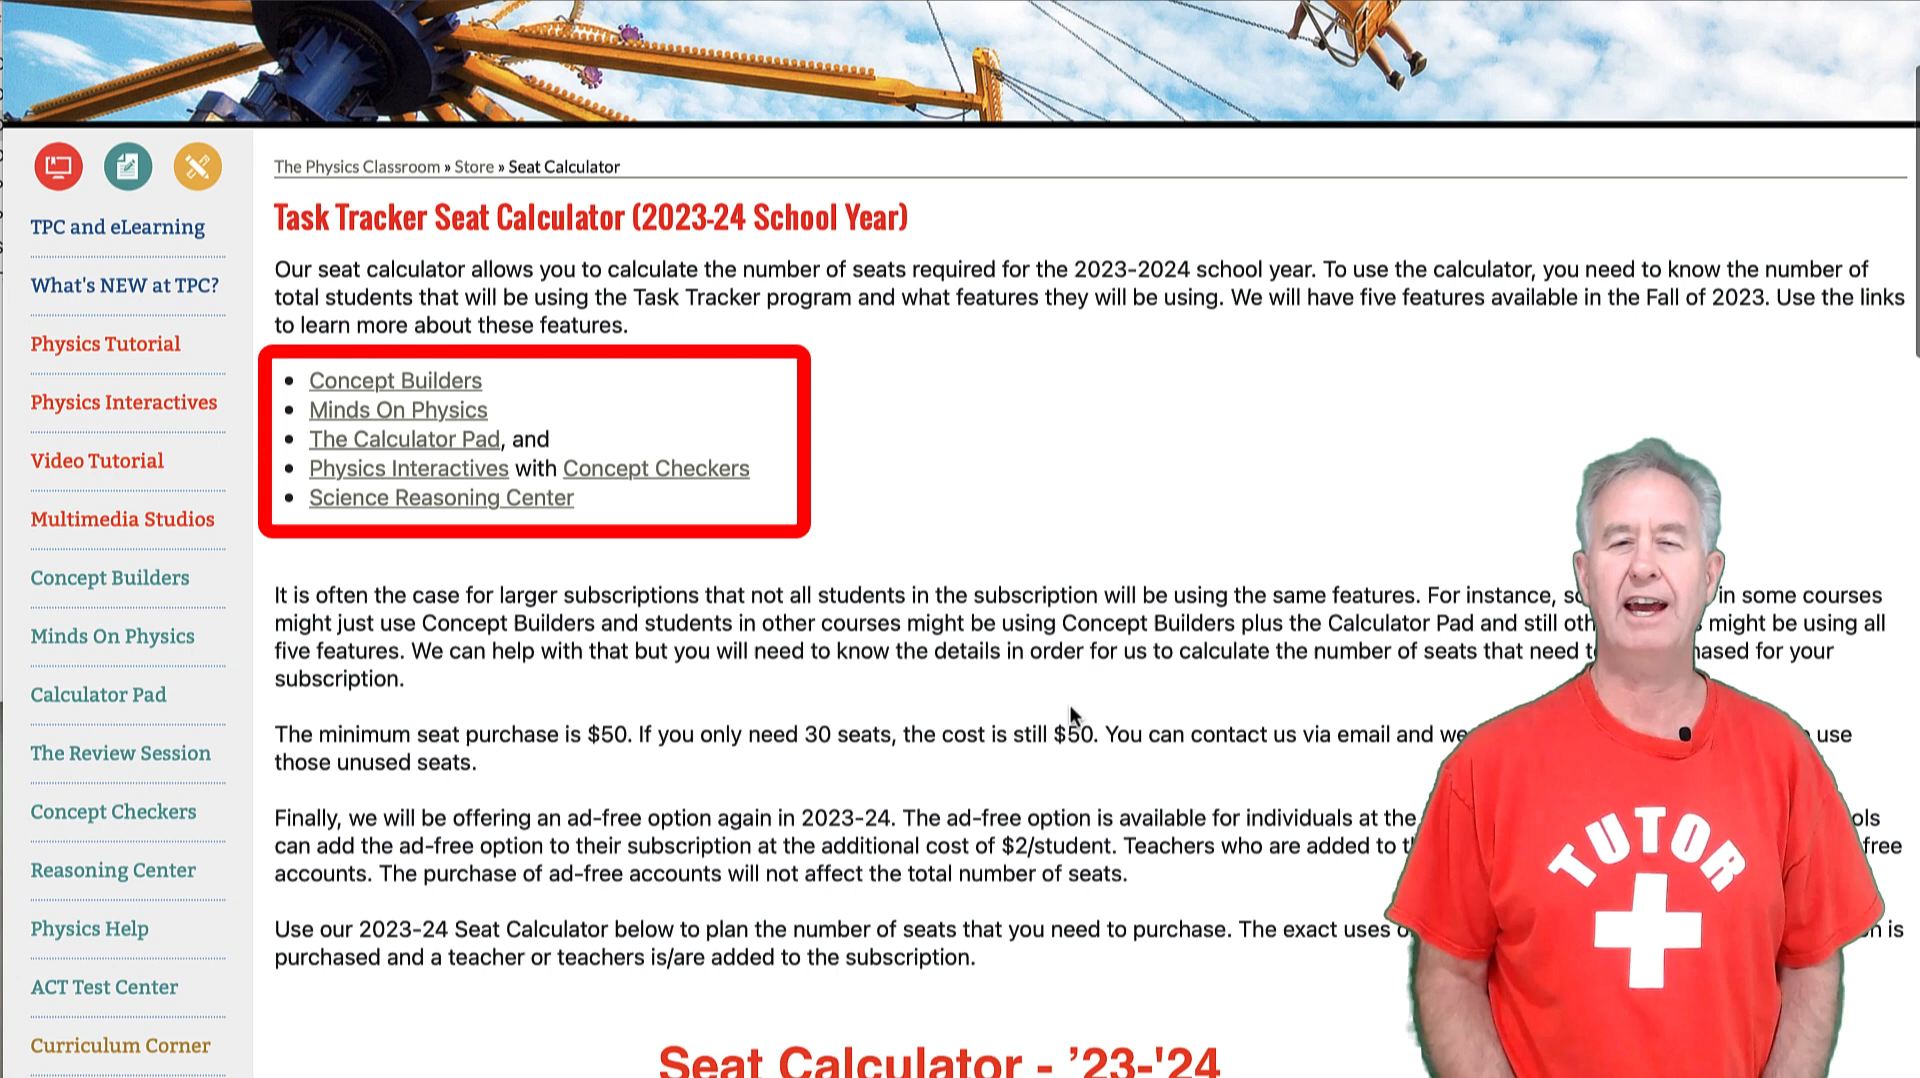 The Physics Classroom » Store » Seat Calculator
Task Tracker Seat Calculator (2023-24 School Year)
Our seat calculator allows you to calculate the number of seats required for the 2023-2024 school year. To use the calculator, you need to know the number of
total students that will be using the Task Tracker program and what features they will be using. We will have five features available in the Fall of 2023. Use the links
to learn more about these features.
• Concept Builders
• Minds On Physics
• The Calculator Pad, and
• Physics Interactives with Concept Checkers
• Science Reasoning Center
It is often the case for larger subscriptions that not all students in the subscription will be using the same features. For instance, in some courses
might just use Concept Builders and students in other courses might be using Concept Builders plus the Calculator Pad and still might be using all
five features. We can help with that but you will need to know the details in order for us to calculate the number of seats that need for your
subscription.
The minimum seat purchase is $50. If you only need 30 seats, the cost is still $50. You can contact us via email and use
those unused seats.
Finally, we will be offering an ad-free option again in 2023-24. The ad-free option is available for individuals at the
can add the ad-free option to their subscription at the additional cost of $2/student. Teachers who are added to free
accounts. The purchase of ad-free accounts will not affect the total number of seats.
Use our 2023-24 Seat Calculator below to plan the number of seats that you need to purchase. The exact uses is
purchased and a teacher or teachers is/are added to the subscription.
Seat Calculator - ’23-'24
TPC and eLearning
What's NEW at TPC?
Physics Tutorial
Physics Interactives
Video Tutorial
Multimedia Studios
Concept Builders
Minds On Physics
Calculator Pad
The Review Session
Concept Checkers
Reasoning Center
Physics Help
ACT Test Center
Curriculum Corner
TUTOR